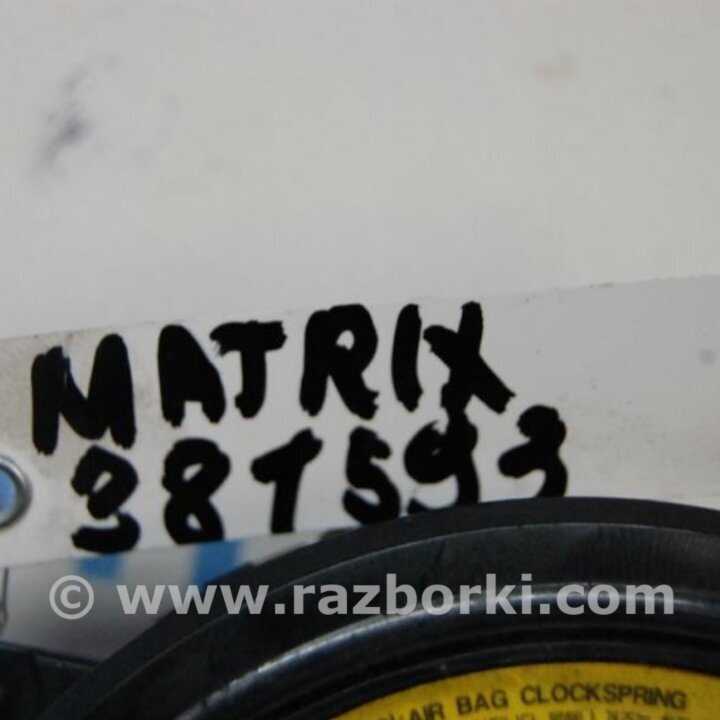 MATRIX
381593
© www.razborki.com
AIR BAG CLOCKSPRING